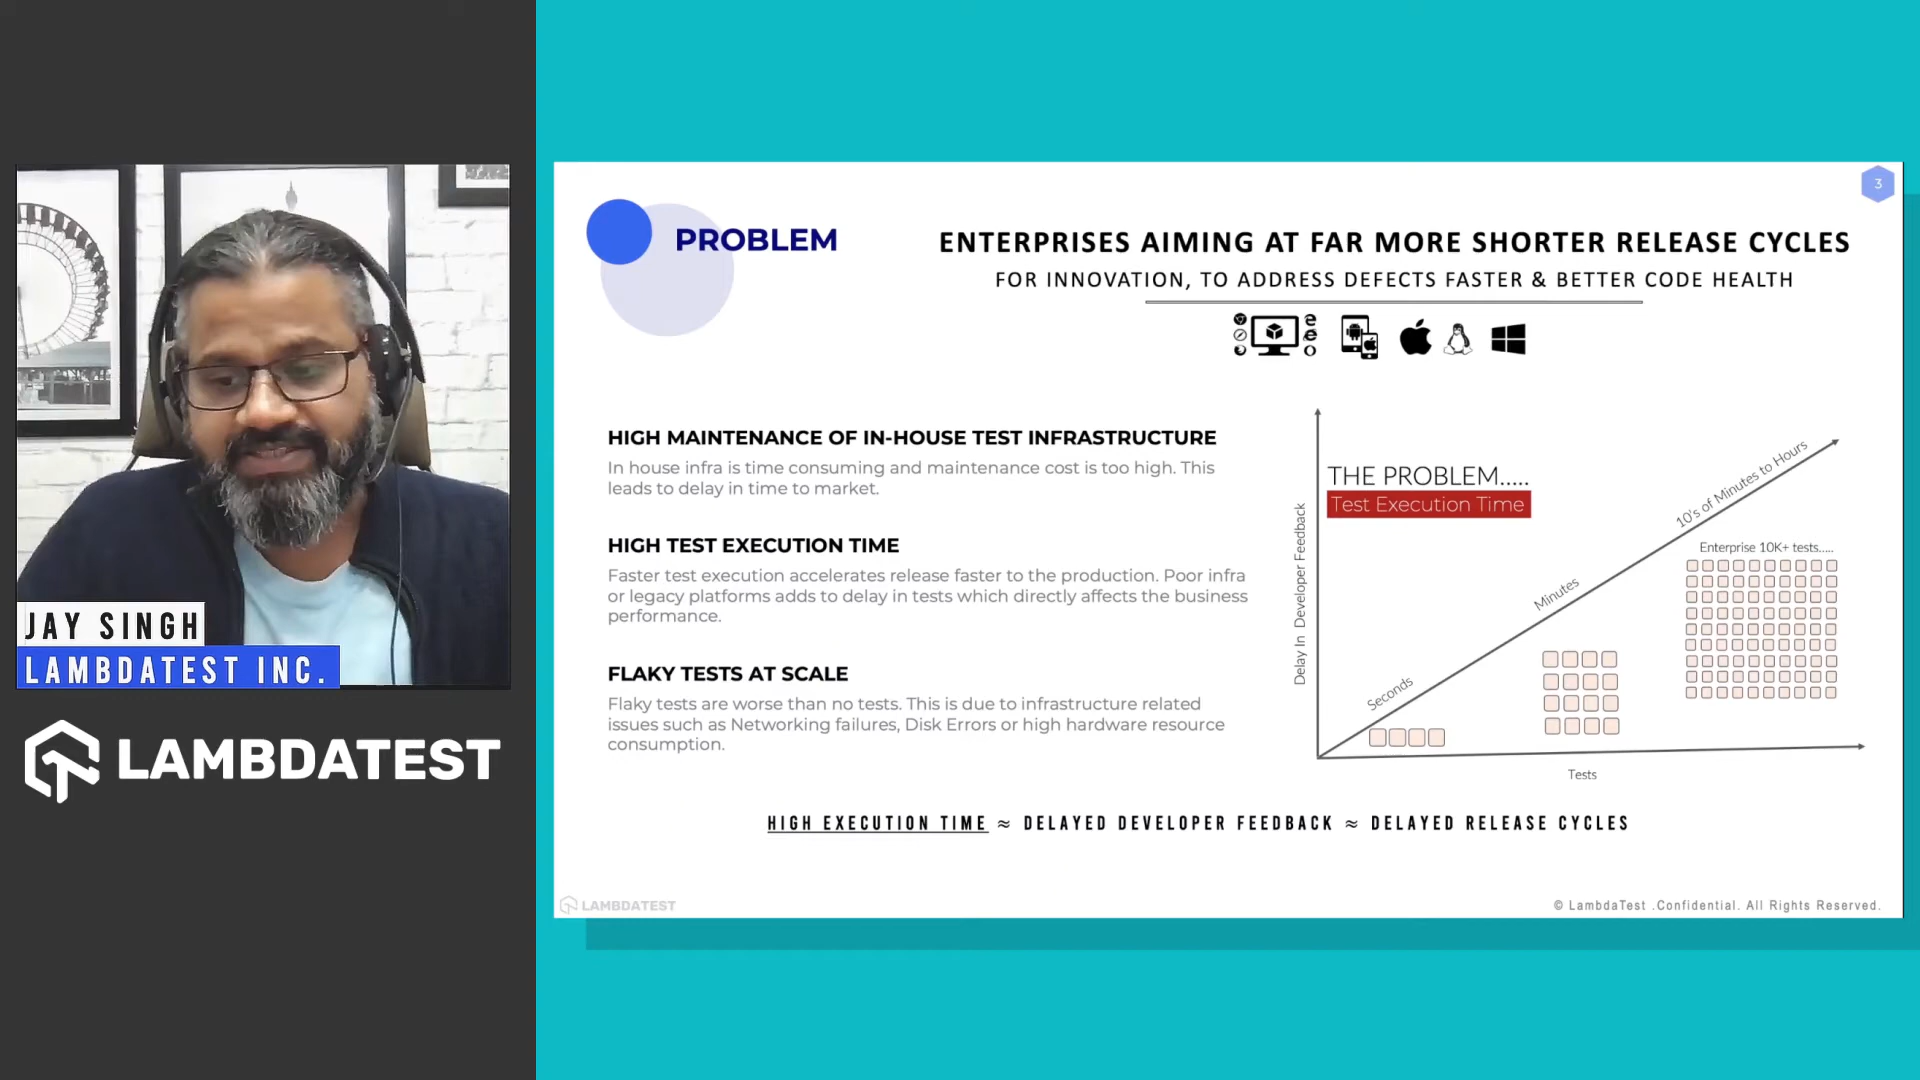 JAY SINGH
LAMBDATEST INC.
LAMBDATEST
3
PROBLEM
ENTERPRISES AIMING AT FAR MORE SHORTER RELEASE CYCLES
FOR INNOVATION, TO ADDRESS DEFECTS FASTER & BETTER CODE HEALTH
HIGH MAINTENANCE OF IN-HOUSE TEST INFRASTRUCTURE
In house infra is time consuming and maintenance cost is too high. This
leads to delay in time to market.
HIGH TEST EXECUTION TIME
Faster test execution accelerates release faster to the production. Poor infra
or legacy platforms adds to delay in tests which directly affects the business
performance.
FLAKY TESTS AT SCALE
Flaky tests are worse than no tests. This is due to infrastructure related
issues such as Networking failures, Disk Errors or high hardware resource
consumption.
THE PROBLEM.....
Test Execution Time
Delay In Developer Feedback
Seconds
Minutes
10's of Minutes to Hours
Enterprise 10K+ tests.....
Tests
HIGH EXECUTION TIME ≈ DELAYED DEVELOPER FEEDBACK ≈ DELAYED RELEASE CYCLES
LAMBDATEST
© LambdaTest .Confidential. All Rights Reserved.